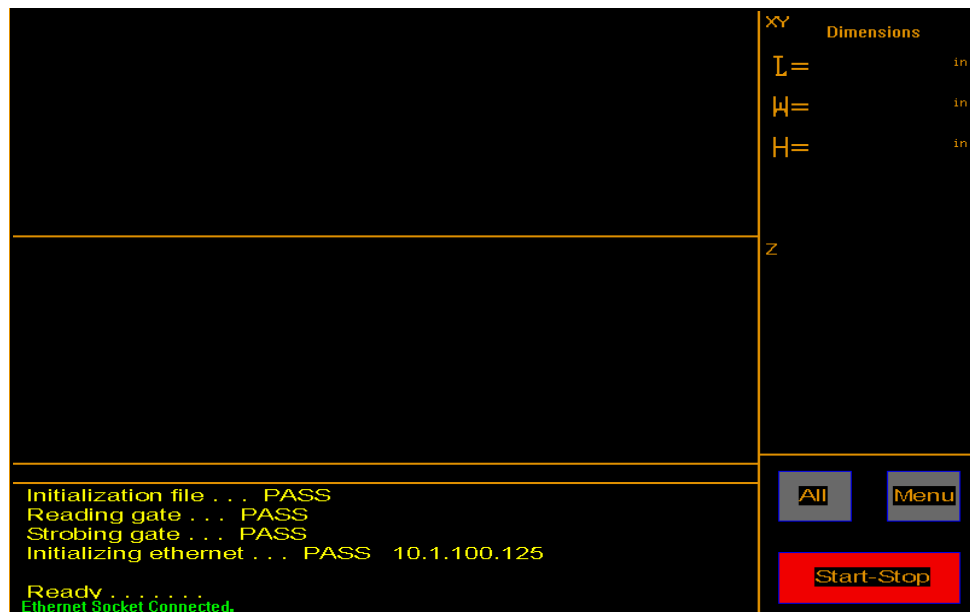 XY
Dimensions
L= in
W= in
H= in
Z
Initialization file . . . PASS
Reading gate . . . PASS
Strobing gate . . . PASS
Initializing ethernet . . . PASS 10.1.100.125
Ready . . . . . . .
Ethernet Socket Connected.
All Menu
Start-Stop